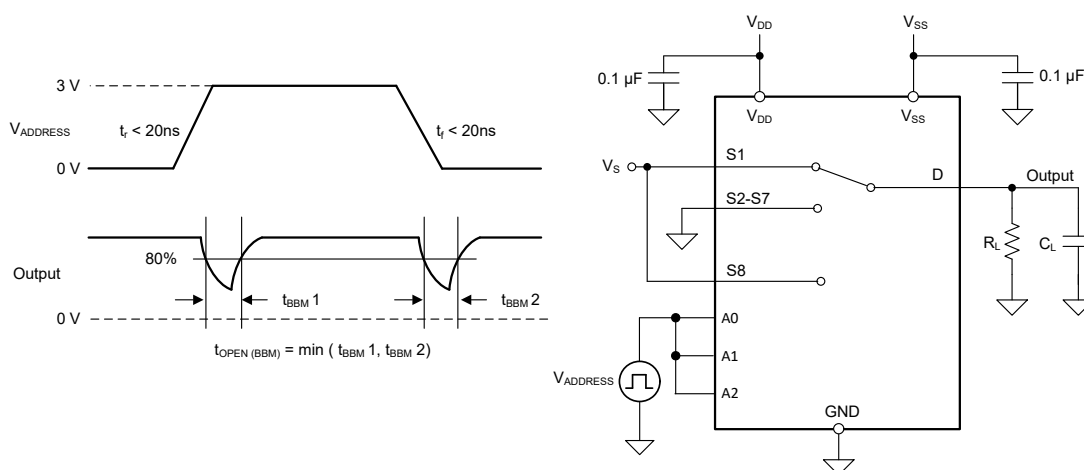 3 V
V_ADDRESS
t_r < 20ns
t_f < 20ns
0 V
Output
80%
t_BBM 1
t_BBM 2
0 V
t_OPEN (BBM) = min ( t_BBM 1, t_BBM 2)
V_DD
V_SS
0.1 µF
0.1 µF
V_DD
V_SS
V_S
S1
D
Output
S2-S7
R_L
C_L
S8
A0
A1
V_ADDRESS
A2
GND